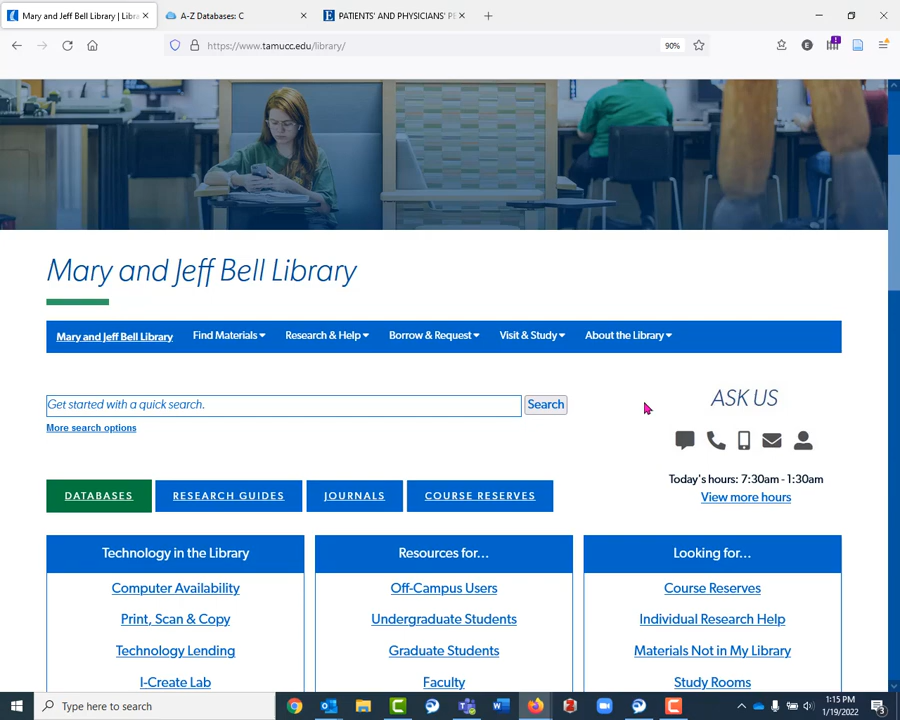 Mary and Jeff Bell Library | Libra
A-Z Databases: C
PATIENTS' AND PHYSICIANS' PE
https://www.tamucc.edu/library/
90%
E
Mary and Jeff Bell Library
Mary and Jeff Bell Library
Find Materials
Research & Help
Borrow & Request
Visit & Study
About the Library
Get started with a quick search.
Search
More search options
ASK US
Today's hours: 7:30am - 1:30am
View more hours
DATABASES
RESEARCH GUIDES
JOURNALS
COURSE RESERVES
Technology in the Library
Computer Availability
Print, Scan & Copy
Technology Lending
I-Create Lab
Resources for...
Off-Campus Users
Undergraduate Students
Graduate Students
Faculty
Looking for...
Course Reserves
Individual Research Help
Materials Not in My Library
Study Rooms
Type here to search
1:15 PM
1/19/2022
3